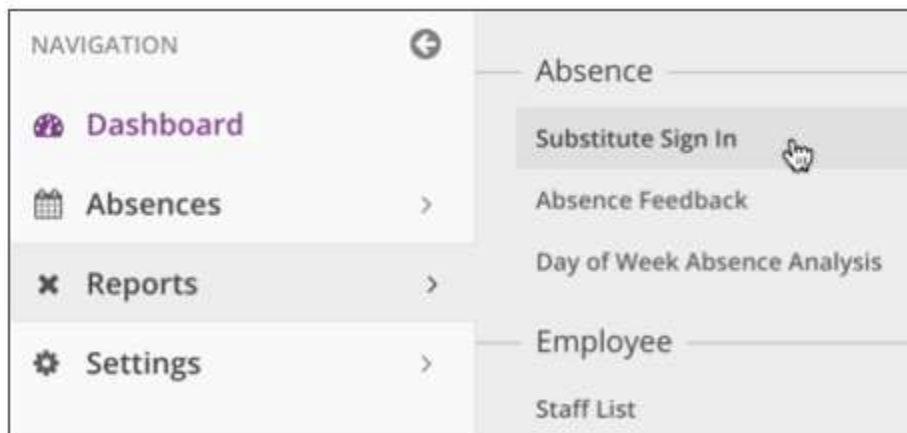 NAVIGATION
Dashboard
Absences
Reports
Settings
Absence
Substitute Sign In
Absence Feedback
Day of Week Absence Analysis
Employee
Staff List